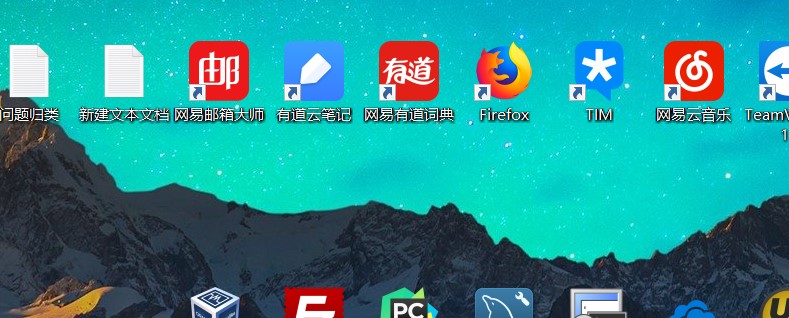 邮
有道
问题归类
新建文本文档
网易邮箱大师
有道云笔记
网易有道词典
Firefox
TIM
网易云音乐
TeamV
1
PC